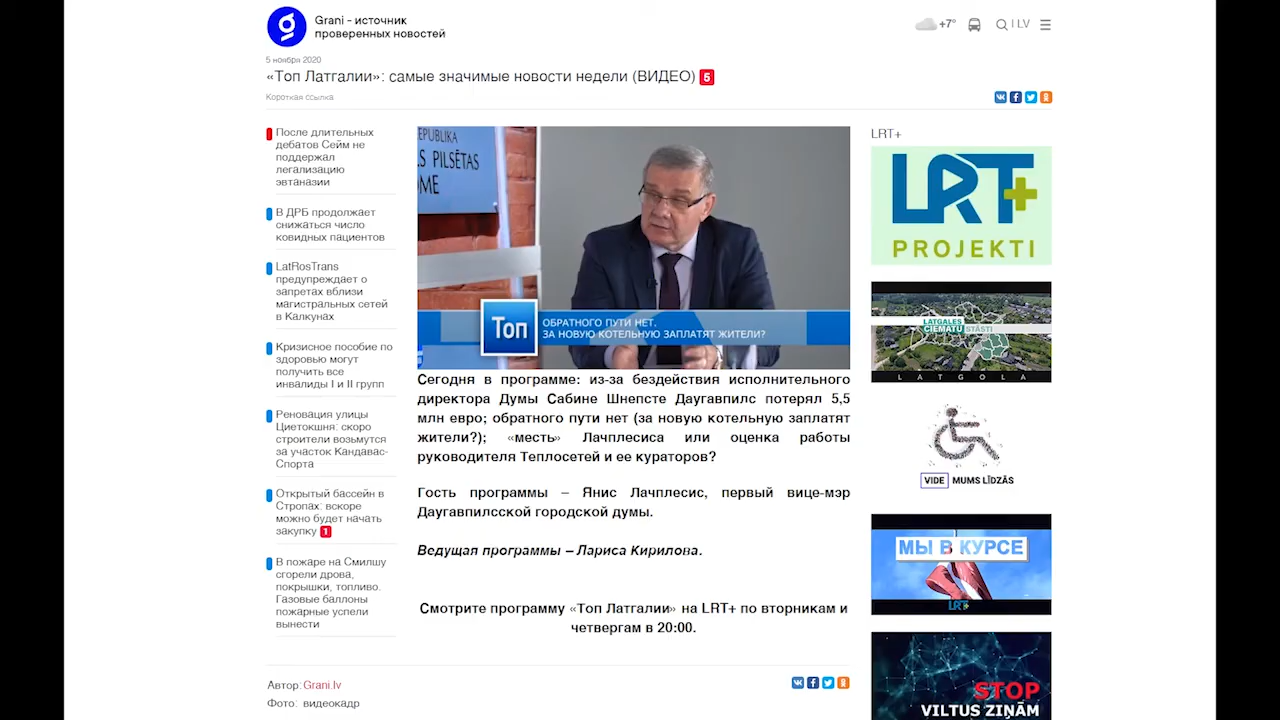 Grani - источник
проверенных новостей
+7°
LV
5 ноября 2020
«Топ Латгалии»: самые значимые новости недели (ВИДЕО) 5
Короткая ссылка
После длительных
дебатов Сейм не
поддержал
легализацию
эвтаназии
В ДРБ продолжает
снижаться число
ковидных пациентов
LatRosTrans
предупреждает о
запретах вблизи
магистральных сетей
в Калкунах
Кризисное пособие по
здоровью могут
получить все
инвалиды I и II групп
Реновация улицы
Циетокшня: скоро
строители возьмутся
за участок Кандавас-
Спорта
Открытый бассейн в
Стропах: вскоре
можно будет начать
закупку 1
В пожаре на Смилшу
сгорели дрова,
покрышки, топливо.
Газовые баллоны
пожарные успели
вынести
EPUBLIKA
S PILSĒTAS
OME
Топ
ОБРАТНОГО ПУТИ НЕТ.
ЗА НОВУЮ КОТЕЛЬНУЮ ЗАПЛАТЯТ ЖИТЕЛИ?
Сегодня в программе: из-за бездействия исполнительного
директора Думы Сабине Шнепсте Даугавпилс потерял 5,5
млн евро; обратного пути нет (за новую котельную заплатят
жители?); «месть» Лачплесиса или оценка работы
руководителя Теплосетей и ее кураторов?
Гость программы – Янис Лачплесис, первый вице-мэр
Даугавпилсской городской думы.
Ведущая программы – Лариса Кирилова.
Смотрите программу «Топ Латгалии» на LRT+ по вторникам и
четвергам в 20:00.
Автор: Grani.lv
Фото: видеокадр
LRT+
LRT+
PROJEKTI
LATGALES
CIEMATU STĀSTI
LATGOLA
VIDE MUMS LĪDZĀS
МЫ В КУРСЕ
LRT+
STOP
VILTUS ZIŅĀM